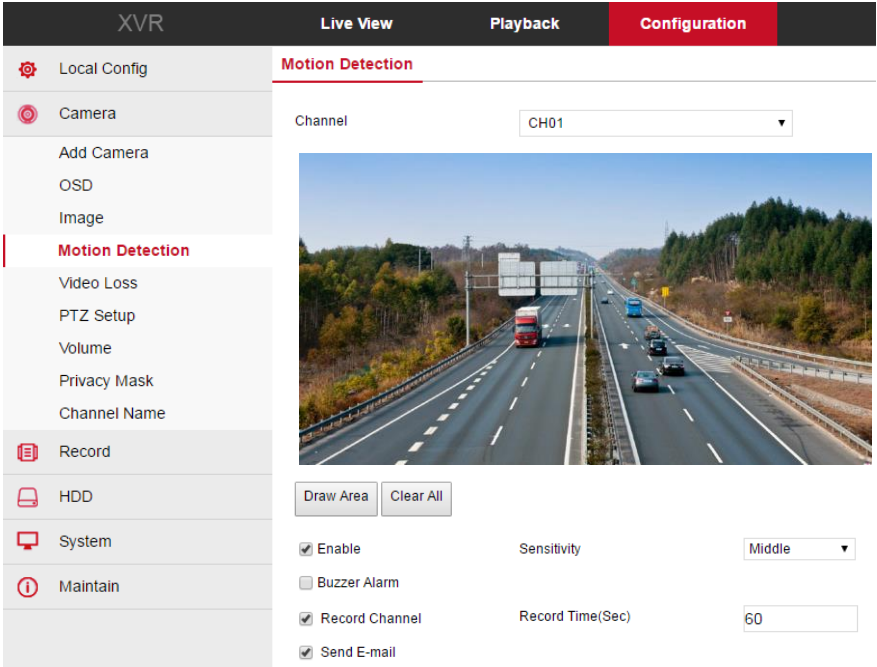 XVR
Live View Playback Configuration
Local Config
Camera
Add Camera
OSD
Image
Motion Detection
Video Loss
PTZ Setup
Volume
Privacy Mask
Channel Name
Record
HDD
System
Maintain
Motion Detection
Channel CH01
Draw Area Clear All
Enable Sensitivity Middle
Buzzer Alarm
Record Channel Record Time(Sec) 60
Send E-mail